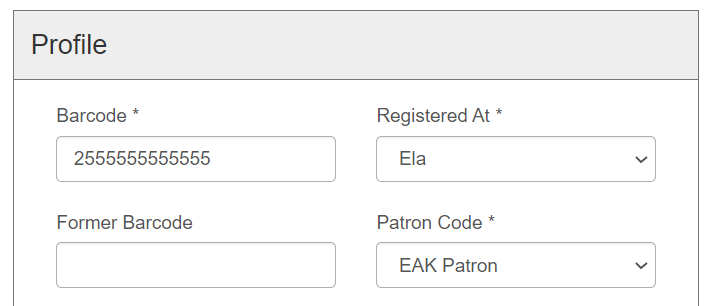 Profile
Barcode *
Registered At *
2555555555555
Ela
Former Barcode
Patron Code *
EAK Patron